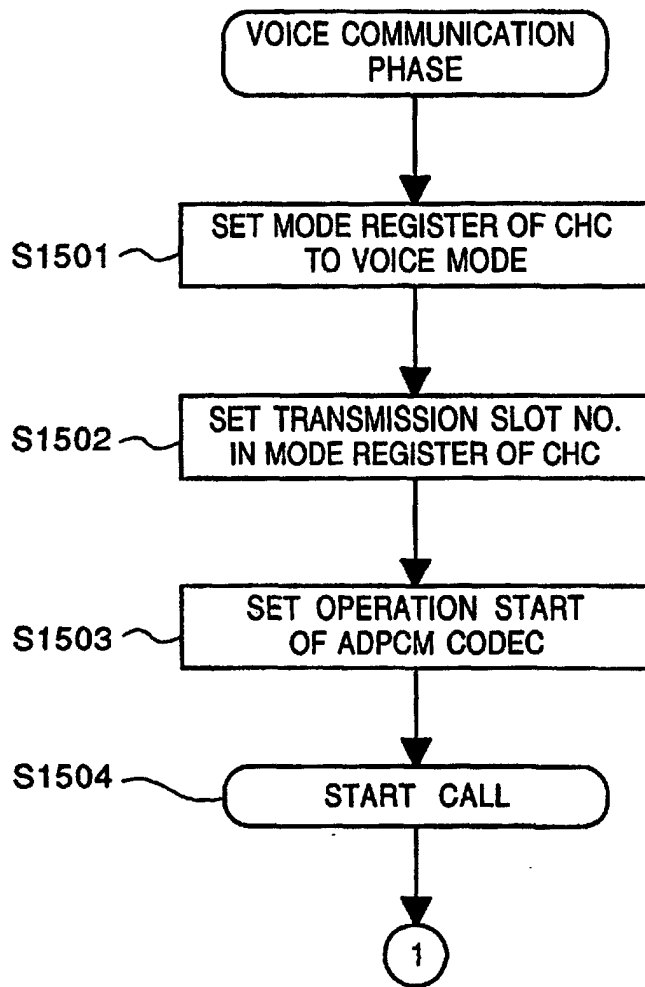 VOICE COMMUNICATION
PHASE
S1501
SET MODE REGISTER OF CHC
TO VOICE MODE
S1502
SET TRANSMISSION SLOT NO.
IN MODE REGISTER OF CHC
S1503
SET OPERATION START
OF ADPCM CODEC
S1504
START CALL
1